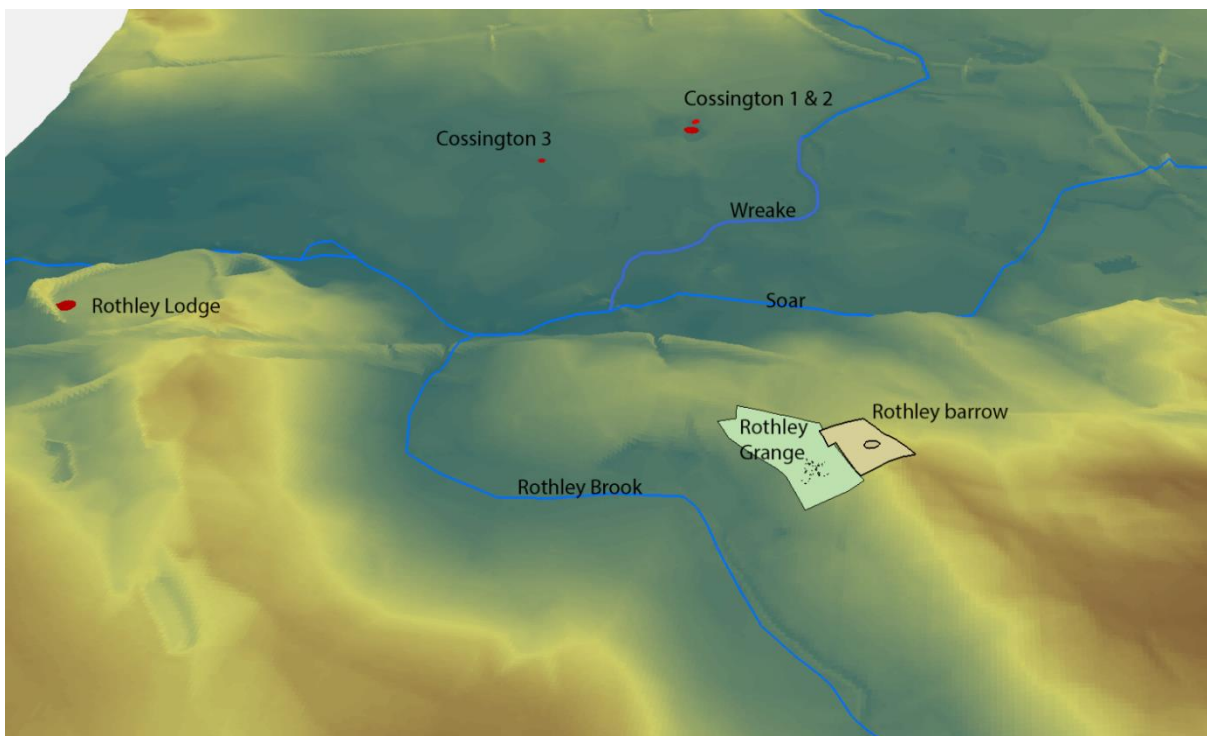 Cossington 1 & 2
Cossington 3
Wreake
Soar
Rothley Lodge
Rothley barrow
Rothley
Grange
Rothley Brook